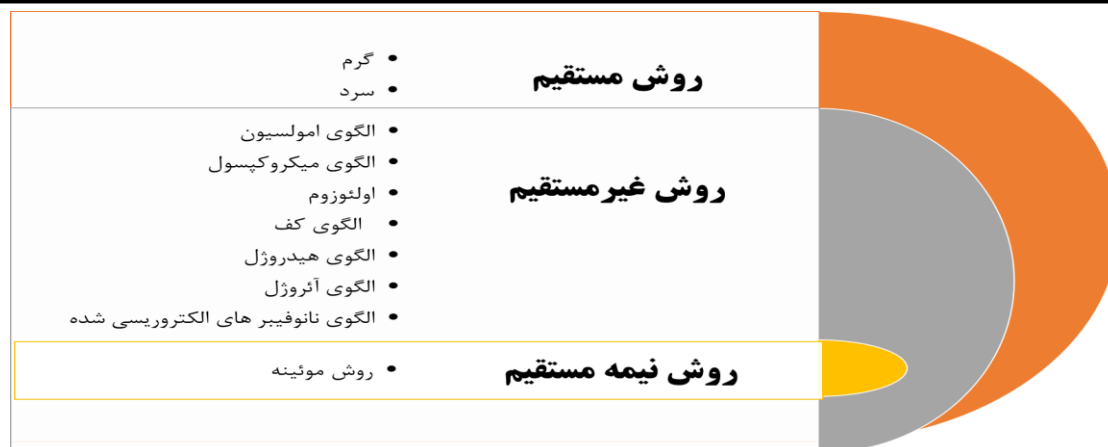 روش مستقیم
گرم
سرد
روش غیرمستقیم
الگوی امولسیون
الگوی میکروکپسول
اولئوزوم
الگوی کف
الگوی هیدروژل
الگوی آئروژل
الگوی نانوفیبر های الکتروریسی شده
روش نیمه مستقیم
روش موئینه